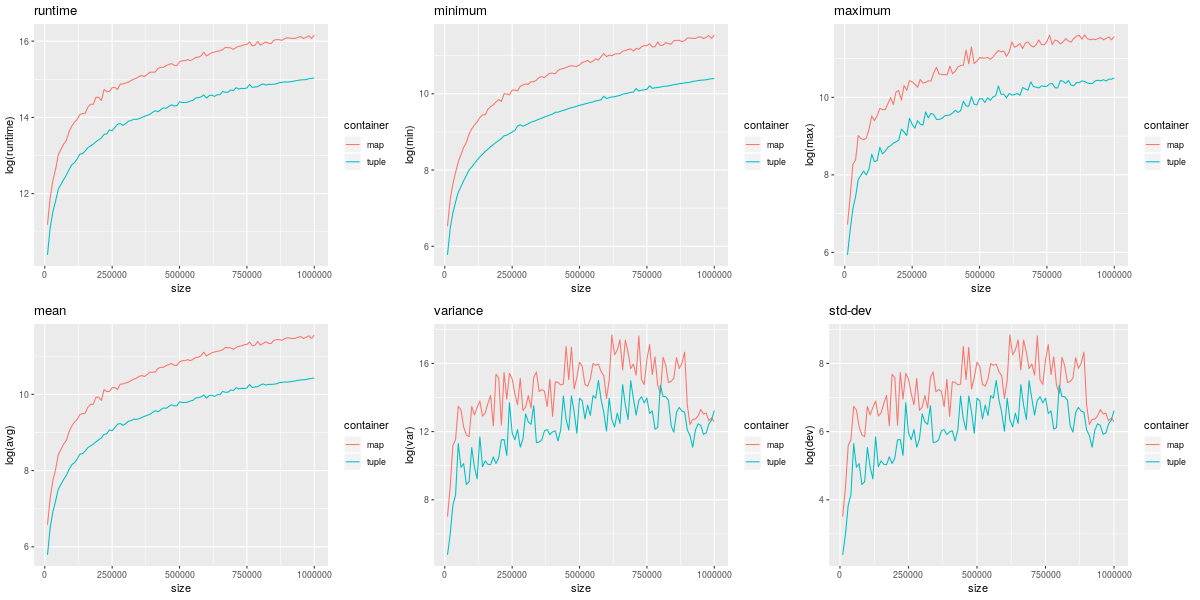 runtime
log(runtime)
16
14
12
0
250000
500000
750000
1000000
size
container
map
tuple
minimum
log(min)
10
8
6
0
250000
500000
750000
1000000
size
container
map
tuple
maximum
log(max)
10
8
6
0
250000
500000
750000
1000000
size
container
map
tuple
mean
log(avg)
10
8
6
0
250000
500000
750000
1000000
size
container
map
tuple
variance
log(var)
16
12
8
0
250000
500000
750000
1000000
size
container
map
tuple
std-dev
log(dev)
8
6
4
0
250000
500000
750000
1000000
size
container
map
tuple